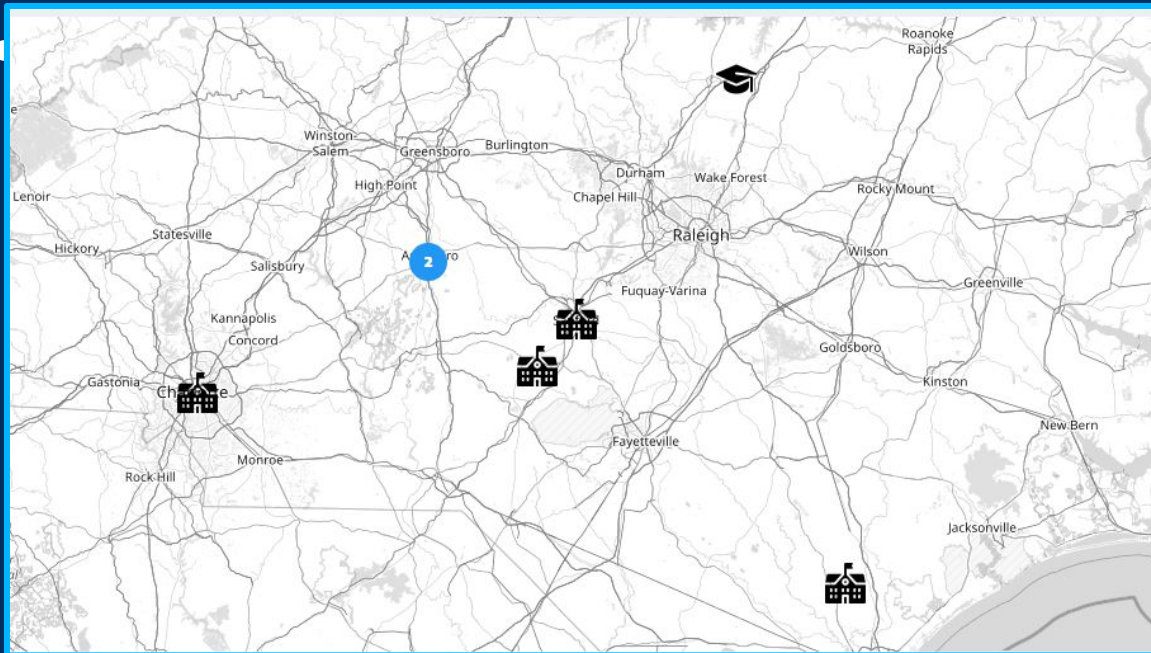 Roanoke
Rapids
Winston-
Salem
Greensboro
Burlington
Durham
Wake Forest
High Point
Chapel Hill
Rocky Mount
Lenoir
Raleigh
Statesville
Hickory
Wilson
2
Salisbury
Greenville
Fuquay-Varina
Kannapolis
Concord
Goldsboro
Gastonia
Kinston
New Bern
Fayetteville
Monroe
Rock Hill
Jacksonville